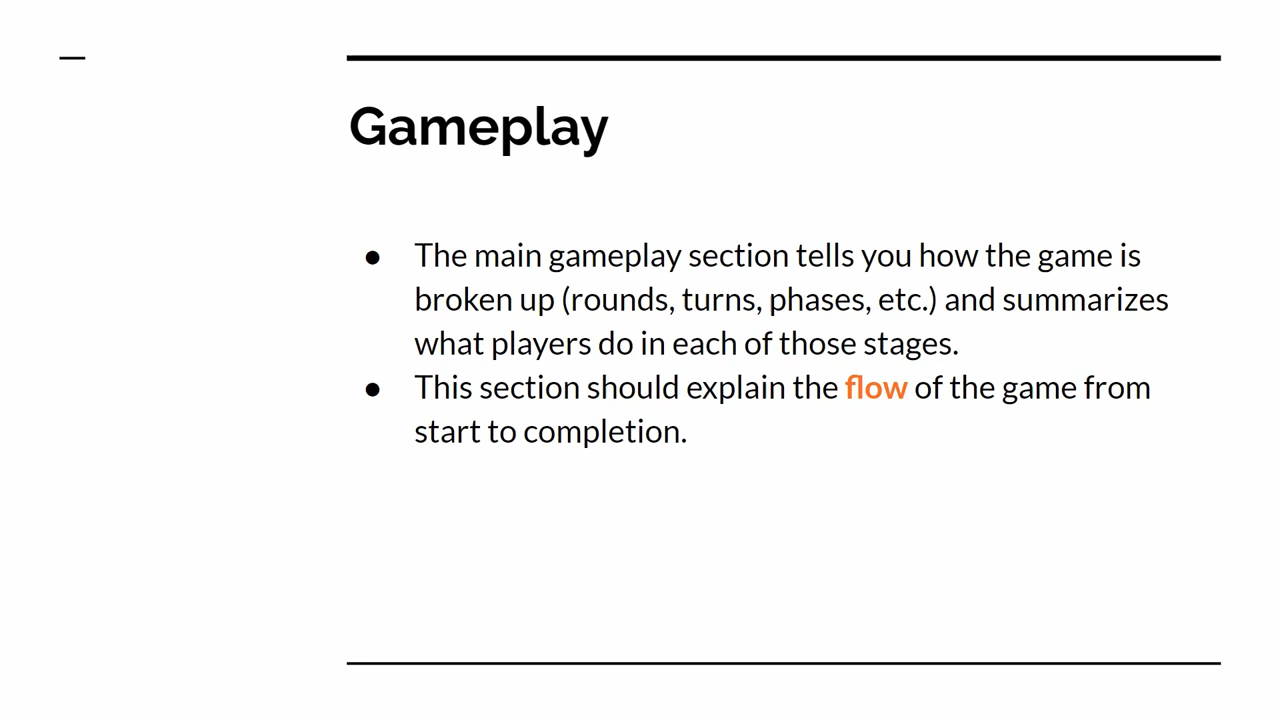 Gameplay
● The main gameplay section tells you how the game is
broken up (rounds, turns, phases, etc.) and summarizes
what players do in each of those stages.
● This section should explain the flow of the game from
start to completion.